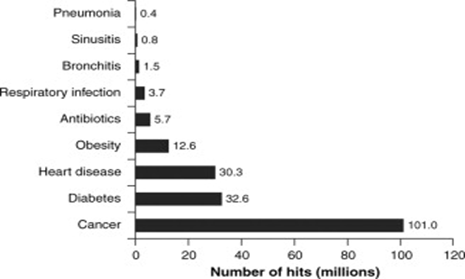 Pneumonia 0.4
Sinusitis 0.8
Bronchitis 1.5
Respiratory infection 3.7
Antibiotics 5.7
Obesity 12.6
Heart disease 30.3
Diabetes 32.6
Cancer 101.0
0 20 40 60 80 100 120
Number of hits (millions)